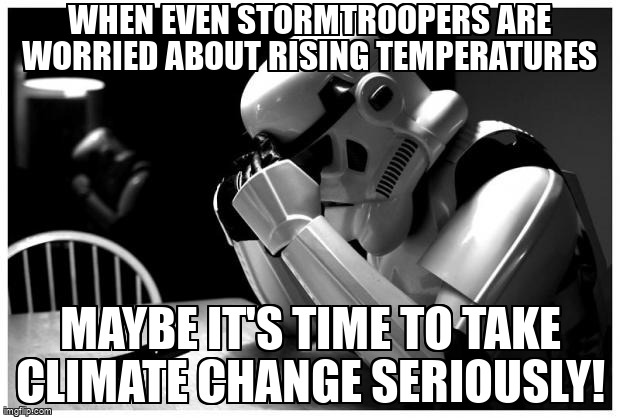 WHEN EVEN STORMTROOPERS ARE
WORRIED ABOUT RISING TEMPERATURES
MAYBE IT'S TIME TO TAKE
CLIMATE CHANGE SERIOUSLY!
imgflip.com